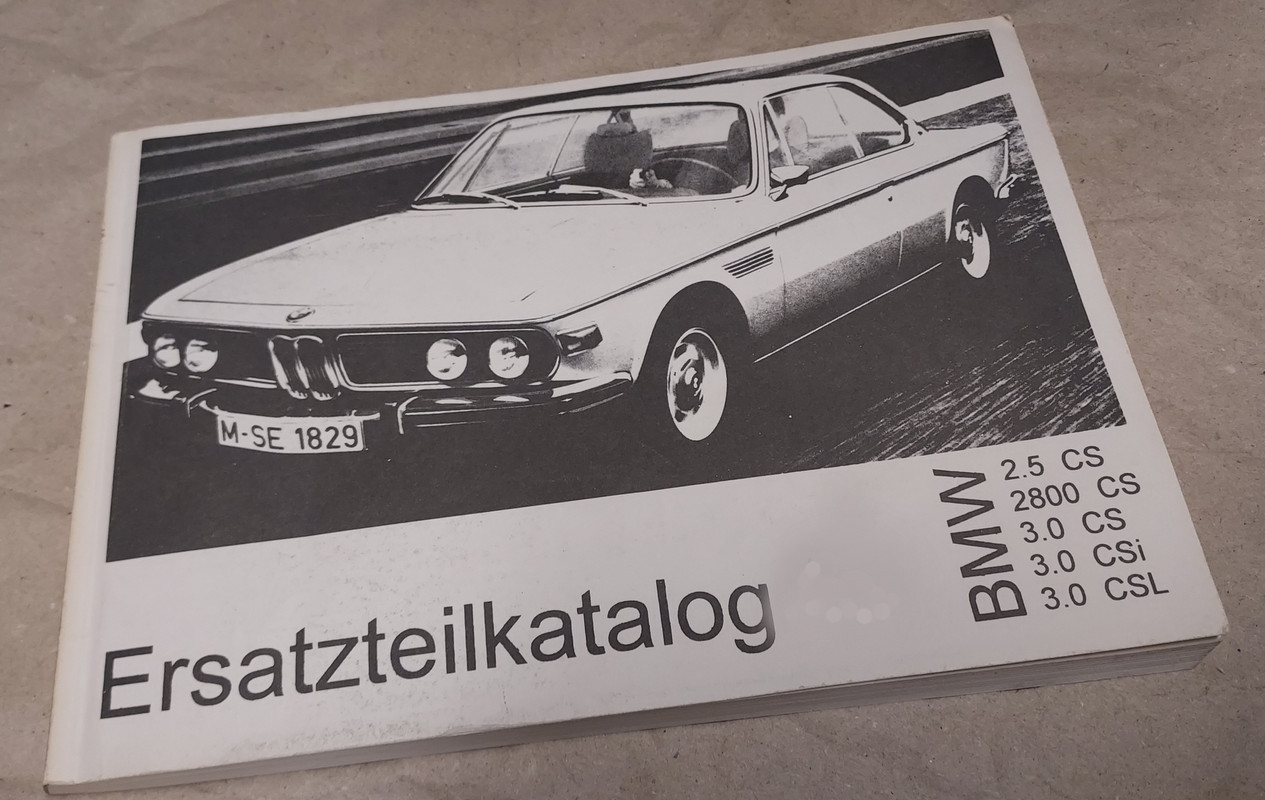 M-SE 1829
Ersatzteilkatalog
BMW
2.5 CS
2800 CS
3.0 CS
3.0 CSi
3.0 CSL